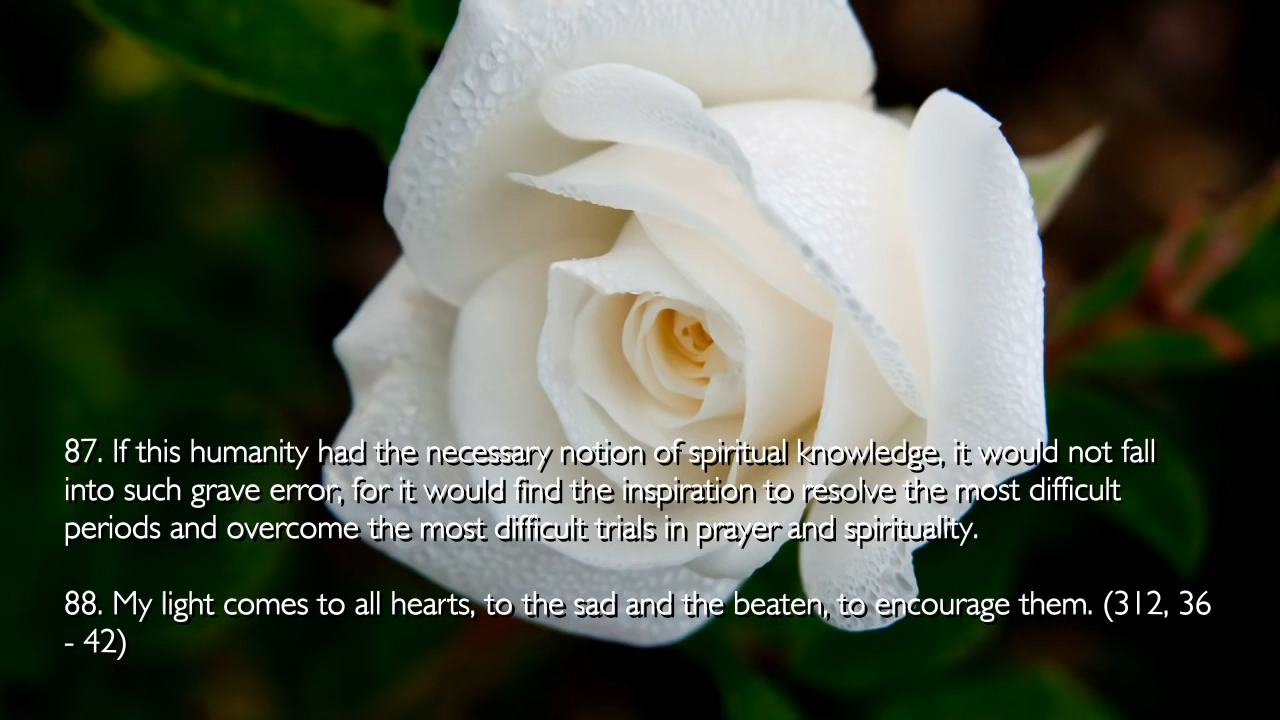 87. If this humanity had the necessary notion of spiritual knowledge, it would not fall
into such grave error, for it would find the inspiration to resolve the most difficult
periods and overcome the most difficult trials in prayer and spirituality.
88. My light comes to all hearts, to the sad and the beaten, to encourage them. (312, 36
- 42)